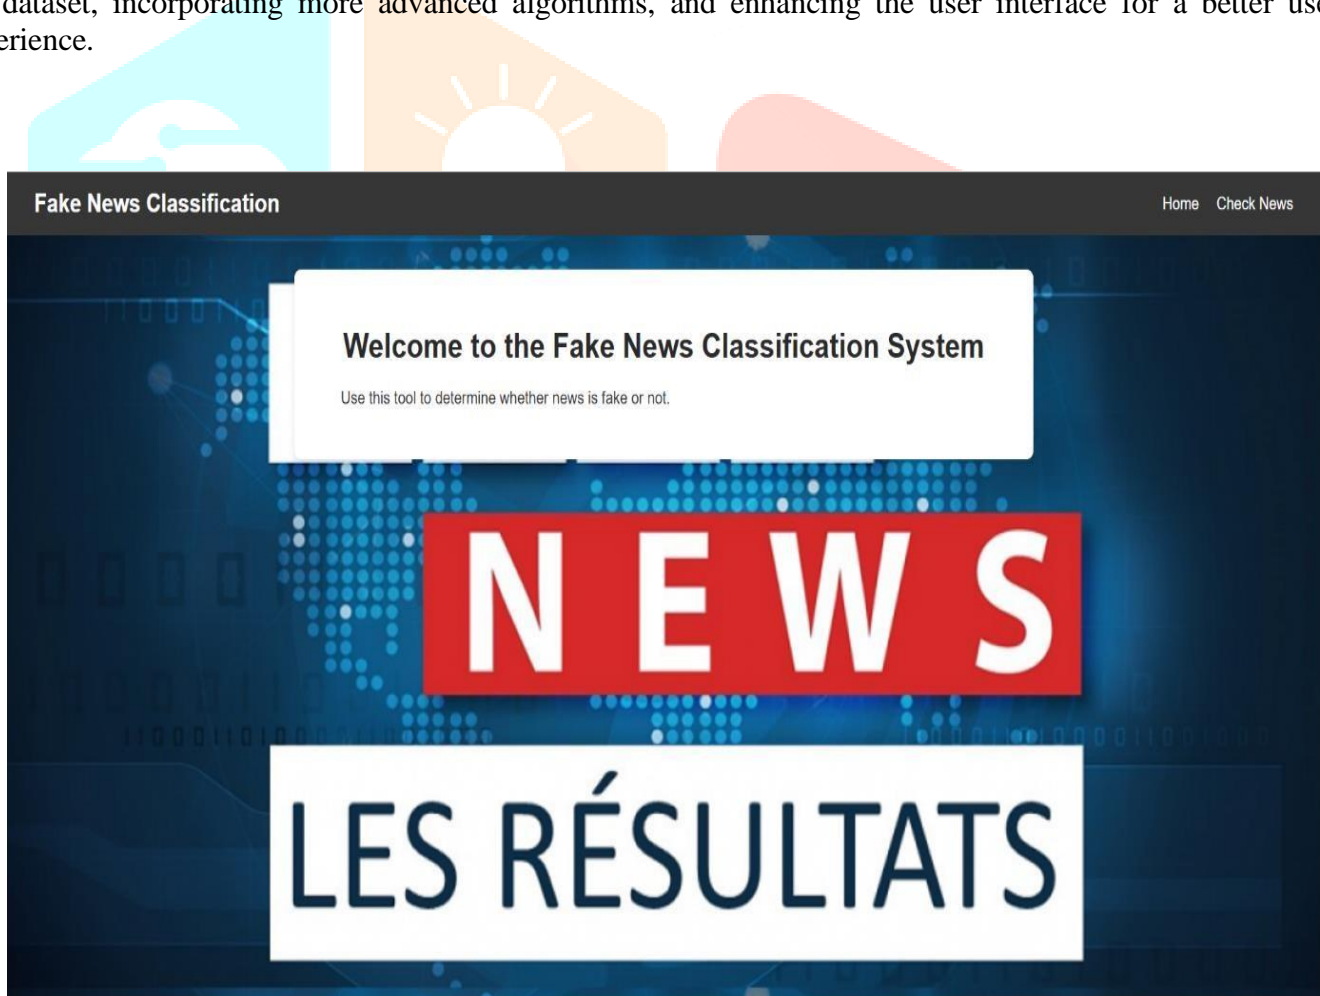 dataset, incorporating more advanced algorithms, and enhancing the user interface for a better
erience.
Fake News Classification
Home Check News
Welcome to the Fake News Classification System
Use this tool to determine whether news is fake or not.
NEWS
LES RÉSULTATS